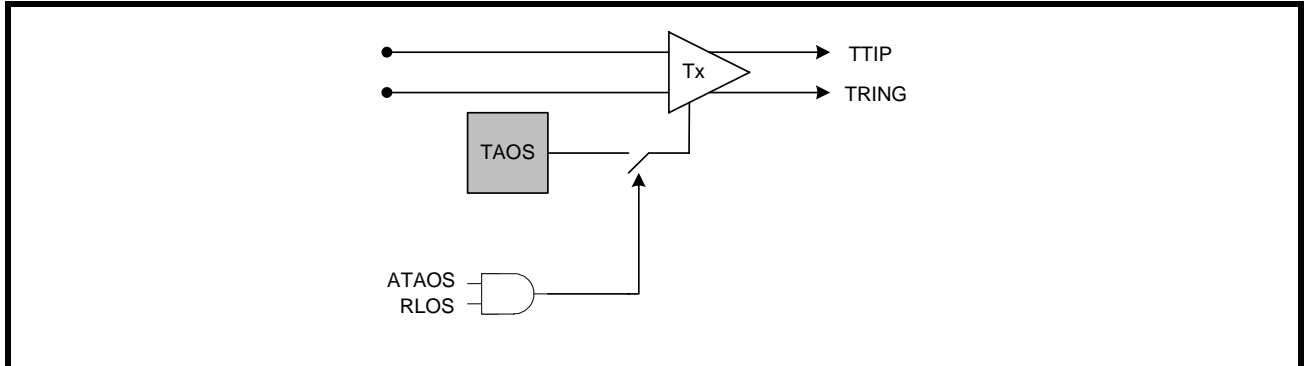 TTIP
Tx
TRING
TAOS
ATAOS
RLOS